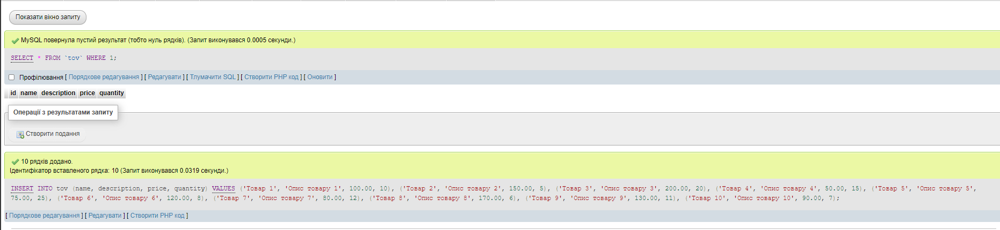 Показати вікно запиту
MySQL повернула пустий результат (тобто нуль рядків). (Запит виконувався 0.0005 секунди.)
SELECT * FROM `tov` WHERE 1;
Профілювання [ Порядкове редагування ] [ Редагувати ] [ Тлумачити SQL ] [ Створити PHP код ] [ Оновити ]
id name description price quantity
Операції з результатами запиту
Створити подання
10 рядків додано.
Ідентифікатор вставленого рядка: 10 (Запит виконувався 0.0319 секунди.)
INSERT INTO tov (name, description, price, quantity) VALUES ('Товар 1', 'Опис товару 1', 100.00, 10), ('Товар 2', 'Опис товару 2', 150.00, 5), ('Товар 3', 'Опис товару 3', 200.00, 20), ('Товар 4', 'Опис товару 4', 50.00, 15), ('Товар 5', 'Опис товару 5',
75.00, 25), ('Товар 6', 'Опис товару 6', 120.00, 8), ('Товар 7', 'Опис товару 7', 80.00, 12), ('Товар 8', 'Опис товару 8', 170.00, 6), ('Товар 9', 'Опис товару 9', 130.00, 11), ('Товар 10', 'Опис товару 10', 90.00, 7);
[ Порядкове редагування ] [ Редагувати ] [ Створити PHP код ]